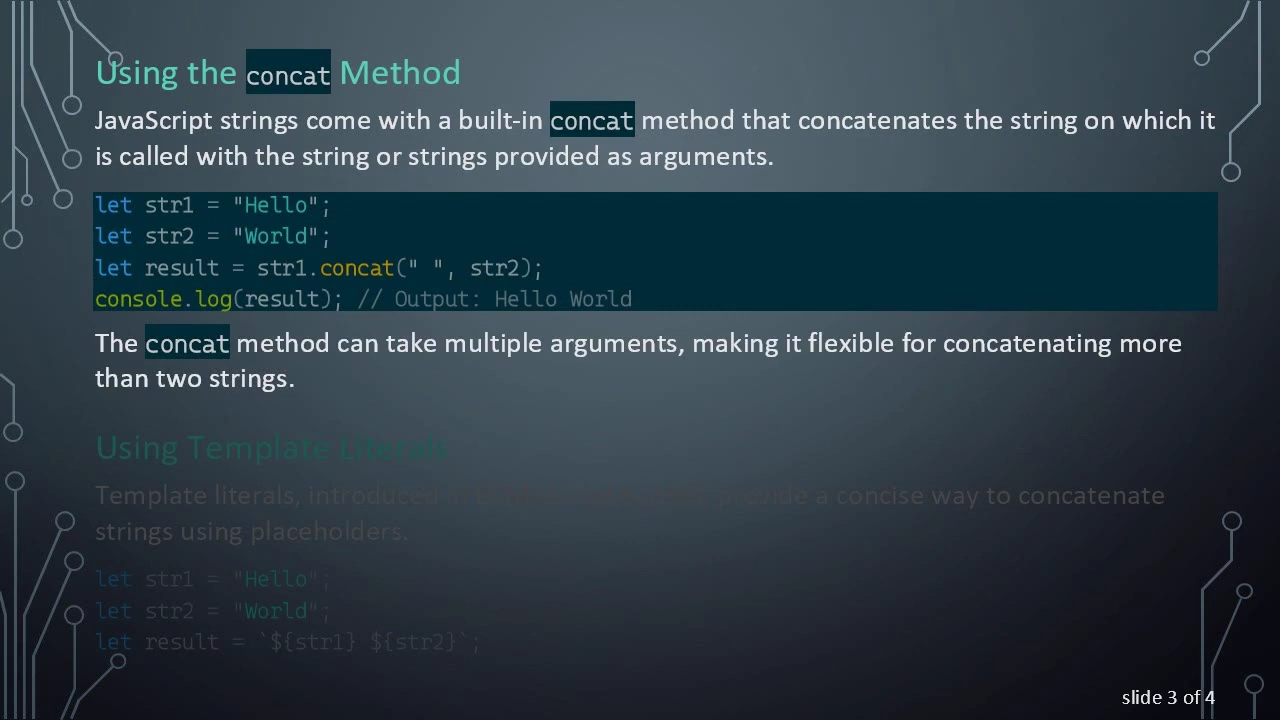 Using the concat Method
JavaScript strings come with a built-in concat method that concatenates the string on which it
is called with the string or strings provided as arguments.
let str1 = "Hello";
let str2 = "World";
let result = str1.concat(" ", str2);
console.log(result); // Output: Hello World
The concat method can take multiple arguments, making it flexible for concatenating more
than two strings.
Using Template Literals
Template literals, introduced provide a concise way to concatenate
strings using placeholders.
let str1 = "Hello";
let str2 = "World";
let result = `${str1} ${str2}`;
slide 3 of 4